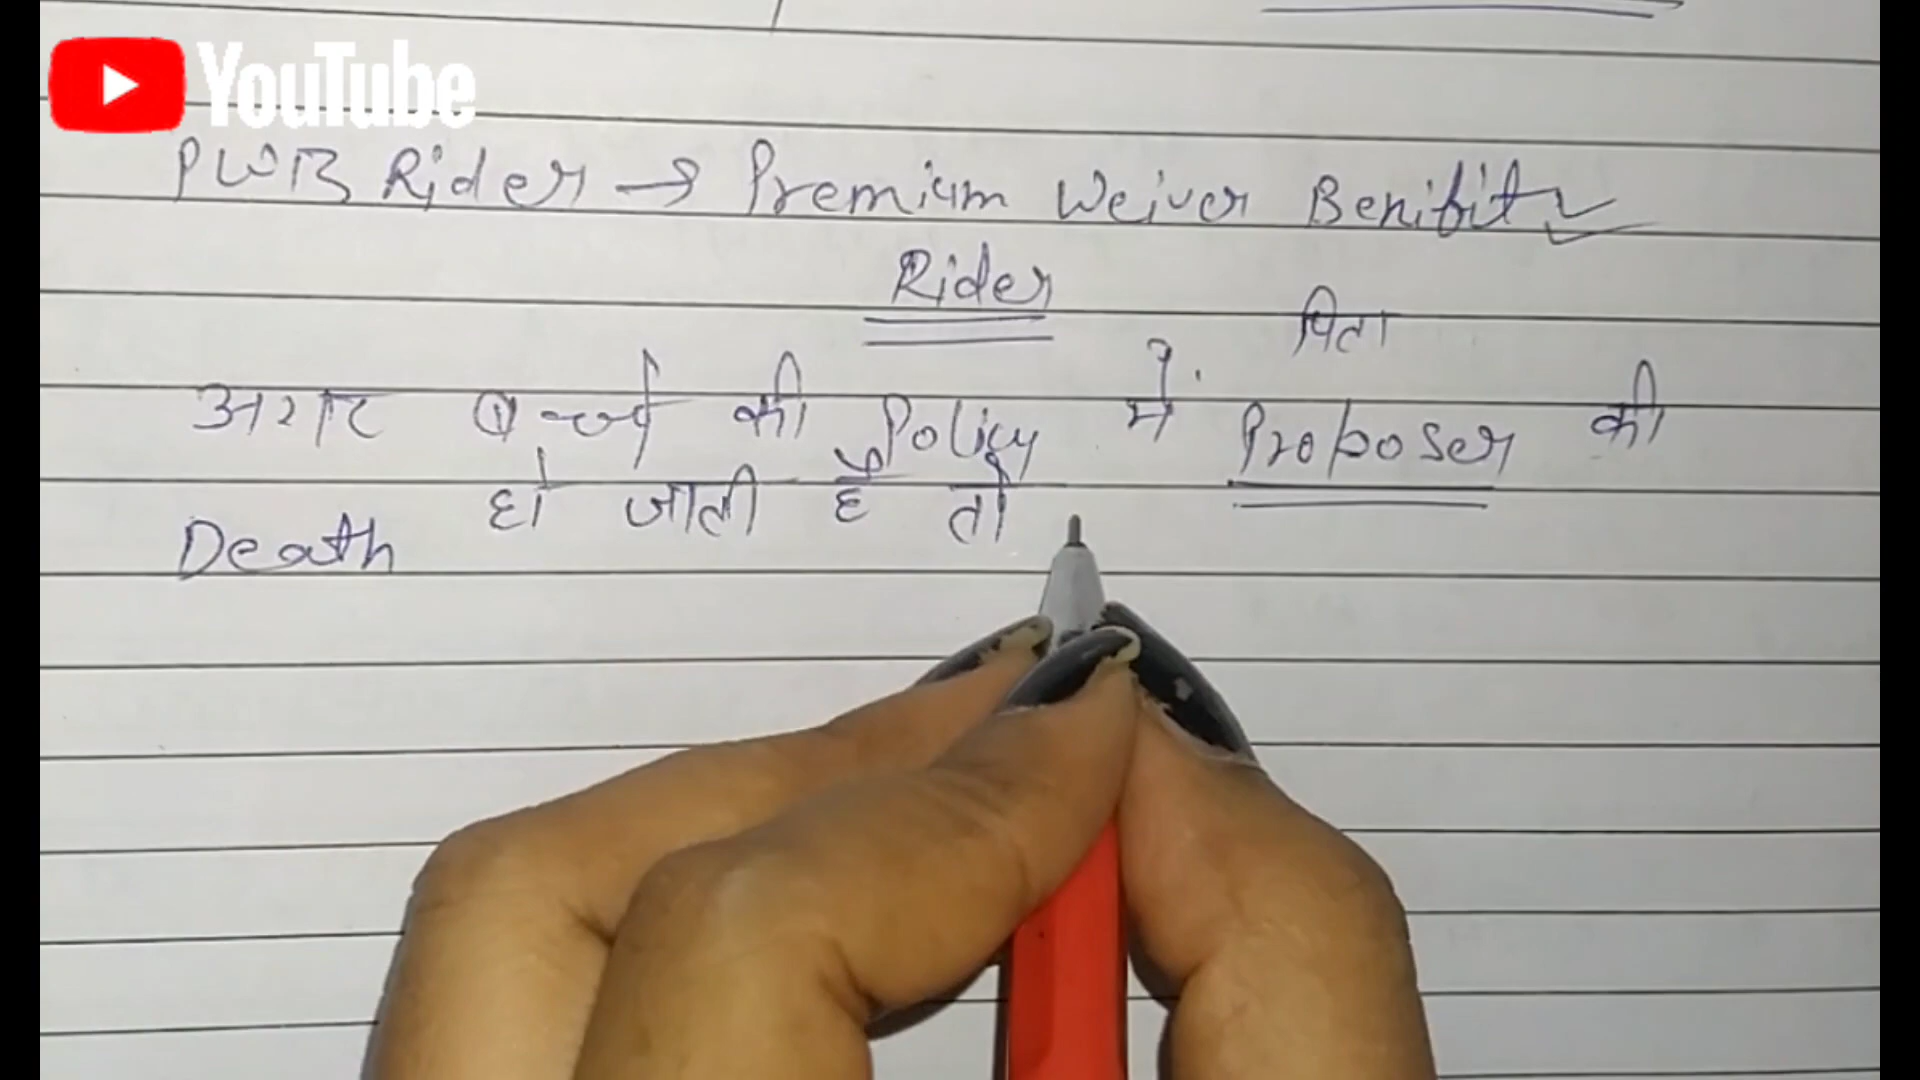 YouTube
PWB Rider → Premium Weiver Benifit
Rider
पिता
अगर बच्चे की Policy में Proposer की
Death हो जाती है तो